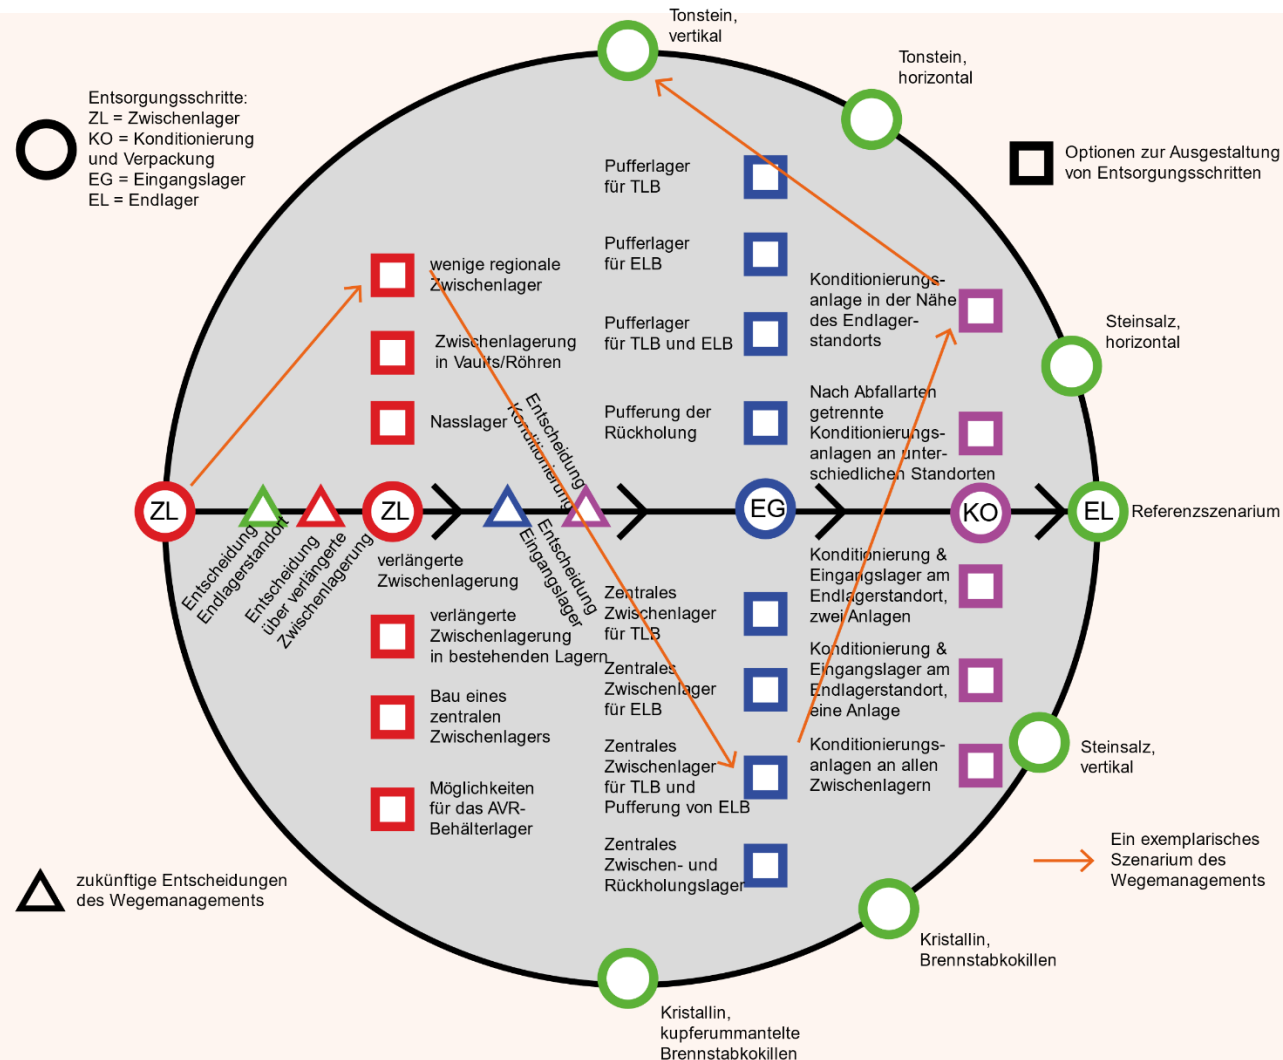 Tonstein,
vertikal
Tonstein,
horizontal
Entsorgungsschritte:
ZL = Zwischenlager
KO = Konditionierung
und Verpackung
EG = Eingangslager
EL = Endlager
Optionen zur Ausgestaltung
von Entsorgungsschritten
Pufferlager
für TLB
Pufferlager
für ELB
Pufferlager
für TLB und ELB
Pufferung der
Rückholung
wenige regionale
Zwischenlager
Zwischenlagerung
in Vaults/Röhren
Nasslager
Konditionierungs-
anlage in der Nähe
des Endlager-
standorts
Nach Abfallarten
getrennte
Konditionierungs-
anlagen an unter-
schiedlichen Standorten
Steinsalz,
horizontal
Entscheidung
Konditionierung
ZL
ZL
EG
KO
EL
Referenzszenarium
Entscheidung
Endlagerstandort
Entscheidung
über verlängerte
Zwischenlagerung
verlängerte
Zwischenlagerung
Entscheidung
Eingangslager
verlängerte
Zwischenlagerung
in bestehenden Lagern
Bau eines
zentralen
Zwischenlagers
Möglichkeiten
für das AVR-
Behälterlager
Zentrales
Zwischenlager
für TLB
Zentrales
Zwischenlager
für ELB
Zentrales
Zwischenlager
für TLB und
Pufferung von ELB
Zentrales
Zwischen- und
Rückholungslager
Konditionierung &
Eingangslager am
Endlagerstandort,
zwei Anlagen
Konditionierung &
Eingangslager am
Endlagerstandort,
eine Anlage
Konditionierungs-
anlagen an allen
Zwischenlagern
Steinsalz,
vertikal
Ein exemplarisches
Szenarium des
Wegemanagements
zukünftige Entscheidungen
des Wegemanagements
Kristallin,
Brennstabkokillen
Kristallin,
kupferummantelte
Brennstabkokillen